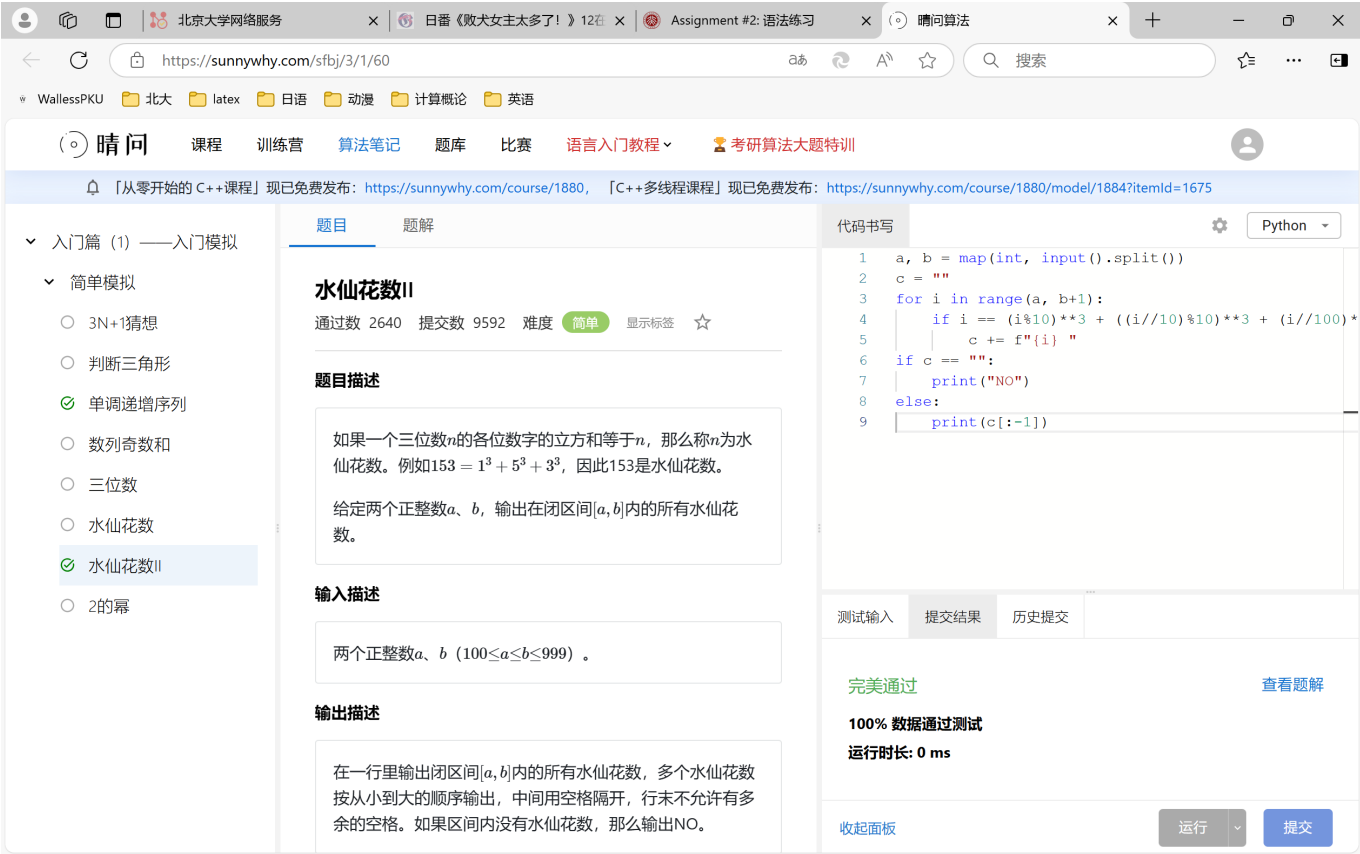 北京大学网络服务
日番《败犬女主太多了！》12在
Assignment #2: 语法练习
晴问算法
https://sunnywhy.com/sfbj/3/1/60
搜索
WallessPKU 北大 latex 日语 动漫 计算概论 英语
晴问 课程 训练营 算法笔记 题库 比赛 语言入门教程 考研算法大题特训
「从零开始的 C++课程」现已免费发布：https://sunnywhy.com/course/1880， 「C++多线程课程」现已免费发布：https://sunnywhy.com/course/1880/model/1884?itemId=1675
入门篇（1）——入门模拟
简单模拟
3N+1猜想
判断三角形
单调递增序列
数列奇数和
三位数
水仙花数
水仙花数II
2的幂
题目 题解
水仙花数II
通过数 2640 提交数 9592 难度 简单 显示标签
题目描述
如果一个三位数n的各位数字的立方和等于n，那么称n为水
仙花数。例如153 = 1³ + 5³ + 3³，因此153是水仙花数。
给定两个正整数a、b，输出在闭区间[a, b]内的所有水仙花
数。
输入描述
两个正整数a、b（100≤a≤b≤999）。
输出描述
在一行里输出闭区间[a, b]内的所有水仙花数，多个水仙花数
按从小到大的顺序输出，中间用空格隔开，行末不允许有多
余的空格。如果区间内没有水仙花数，那么输出NO。
代码书写 Python
1 a, b = map(int, input().split())
2 c = ""
3 for i in range(a, b+1):
4 if i == (i%10)**3 + ((i//10)%10)**3 + (i//100)*
5 c += f"{i} "
6 if c == "":
7 print("NO")
8 else:
9 print(c[:-1])
测试输入 提交结果 历史提交
完美通过 查看题解
100% 数据通过测试
运行时长: 0 ms
收起面板 运行 提交